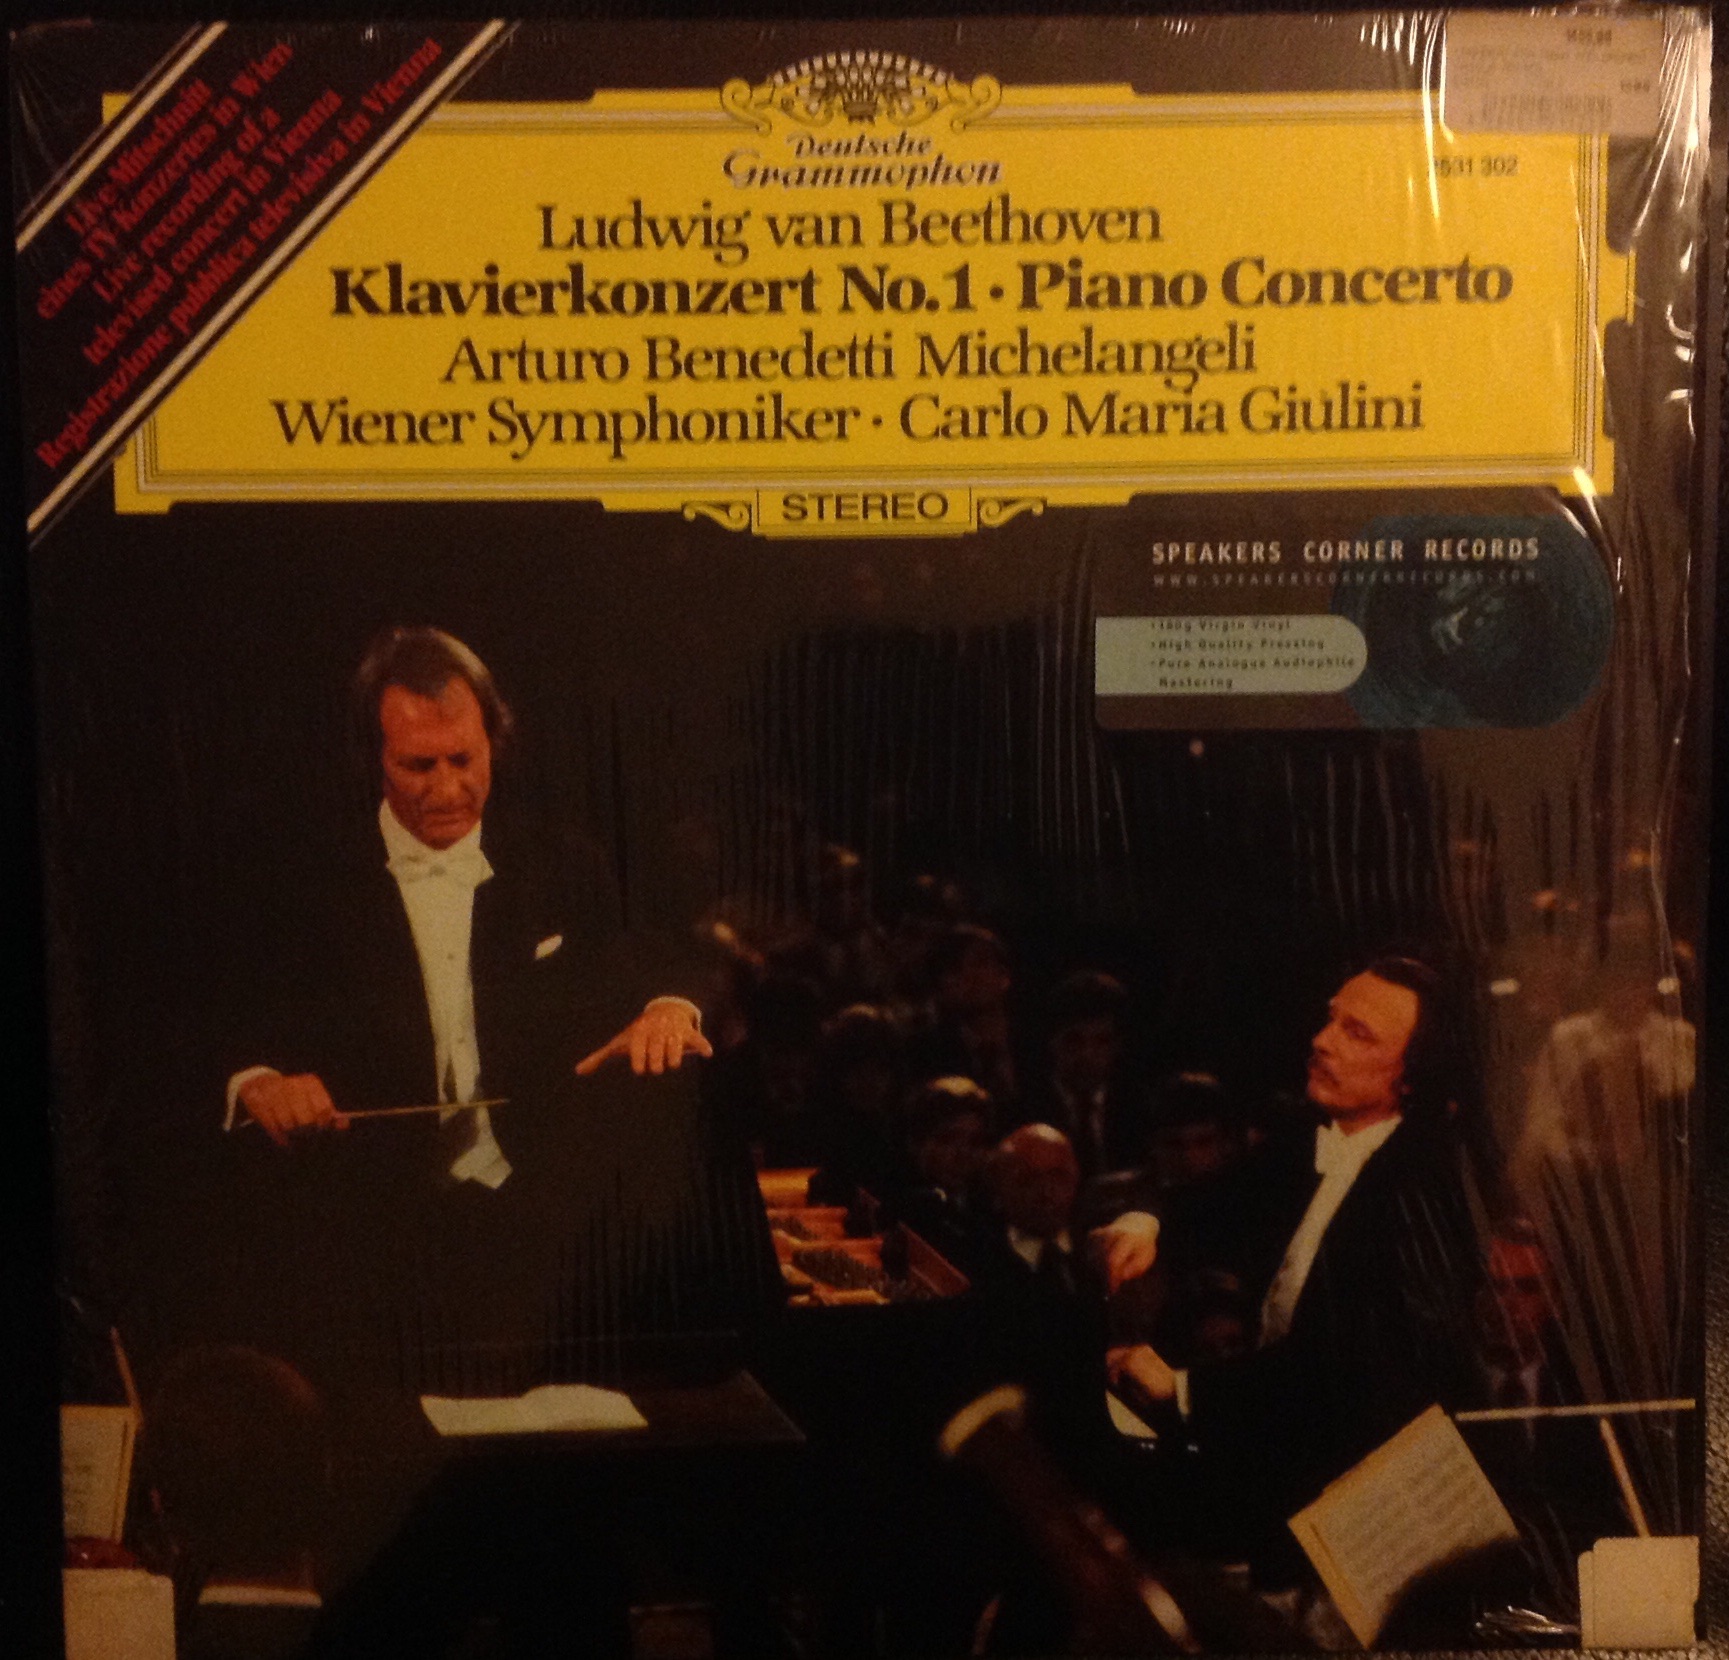 Live-Mitschnitt
eines TV-Konzertes in Wien
Live recording of a
televised concert in Vienna
Registrazione pubblica televisiva in Vienna
Deutsche
Grammophon
2531 302
Ludwig van Beethoven
Klavierkonzert No.1 · Piano Concerto
Arturo Benedetti Michelangeli
Wiener Symphoniker · Carlo Maria Giulini
STEREO
SPEAKERS CORNER RECORDS
WWW.SPEAKERSCORNERRECORDS.COM
•180g Virgin Vinyl
•High Quality Pressing
•Pure Analogue Audiophile
Mastering